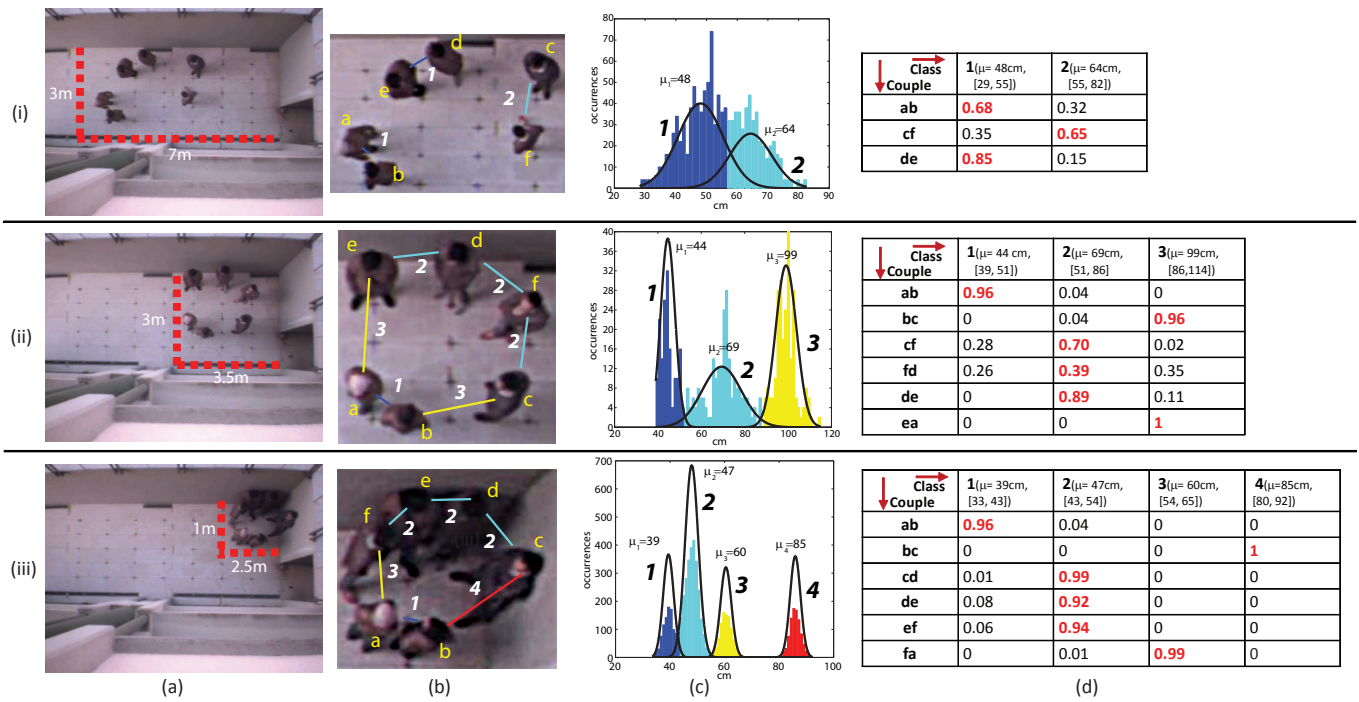 (i)
3m
7m
d
c
1
e
2
a
1
f
b
80
70
60
50
40
30
20
10
0
occurrences
μ1=48
μ2=64
1
2
20 30 40 50 60 70 80 90
cm
Class
Couple
1(μ= 48cm, [29, 55])
2(μ= 64cm, [55, 82])
ab 0.68 0.32
cf 0.35 0.65
de 0.85 0.15
(ii)
3m
3.5m
e
d
2
f
2
3
2
a
1
3
c
b
40
36
32
28
24
20
16
12
8
4
0
occurrences
μ1=44
μ3=99
μ2=69
1
2
3
20 40 60 80 100 120
cm
Class
Couple
1(μ= 44 cm, [39, 51])
2(μ= 69cm, [51, 86]
3(μ= 99cm, [86,114])
ab 0.96 0.04 0
bc 0 0.04 0.96
cf 0.28 0.70 0.02
fd 0.26 0.39 0.35
de 0 0.89 0.11
ea 0 0 1
(iii)
1m
2.5m
e
d
f
2
2
2
c
3
4
1
a
b
700
600
500
400
300
200
100
0
occurrences
μ2=47
μ1=39
μ3=60
μ4=85
1
2
3
4
20 40 60 80 100
cm
Class
Couple
1(μ= 39cm, [33, 43])
2(μ= 47cm, [43, 54])
3(μ= 60cm, [54, 65])
4(μ=85cm, [80, 92])
ab 0.96 0.04 0 0
bc 0 0 0 1
cd 0.01 0.99 0 0
de 0.08 0.92 0 0
ef 0.06 0.94 0 0
fa 0 0.01 0.99 0
(a)
(b)
(c)
(d)